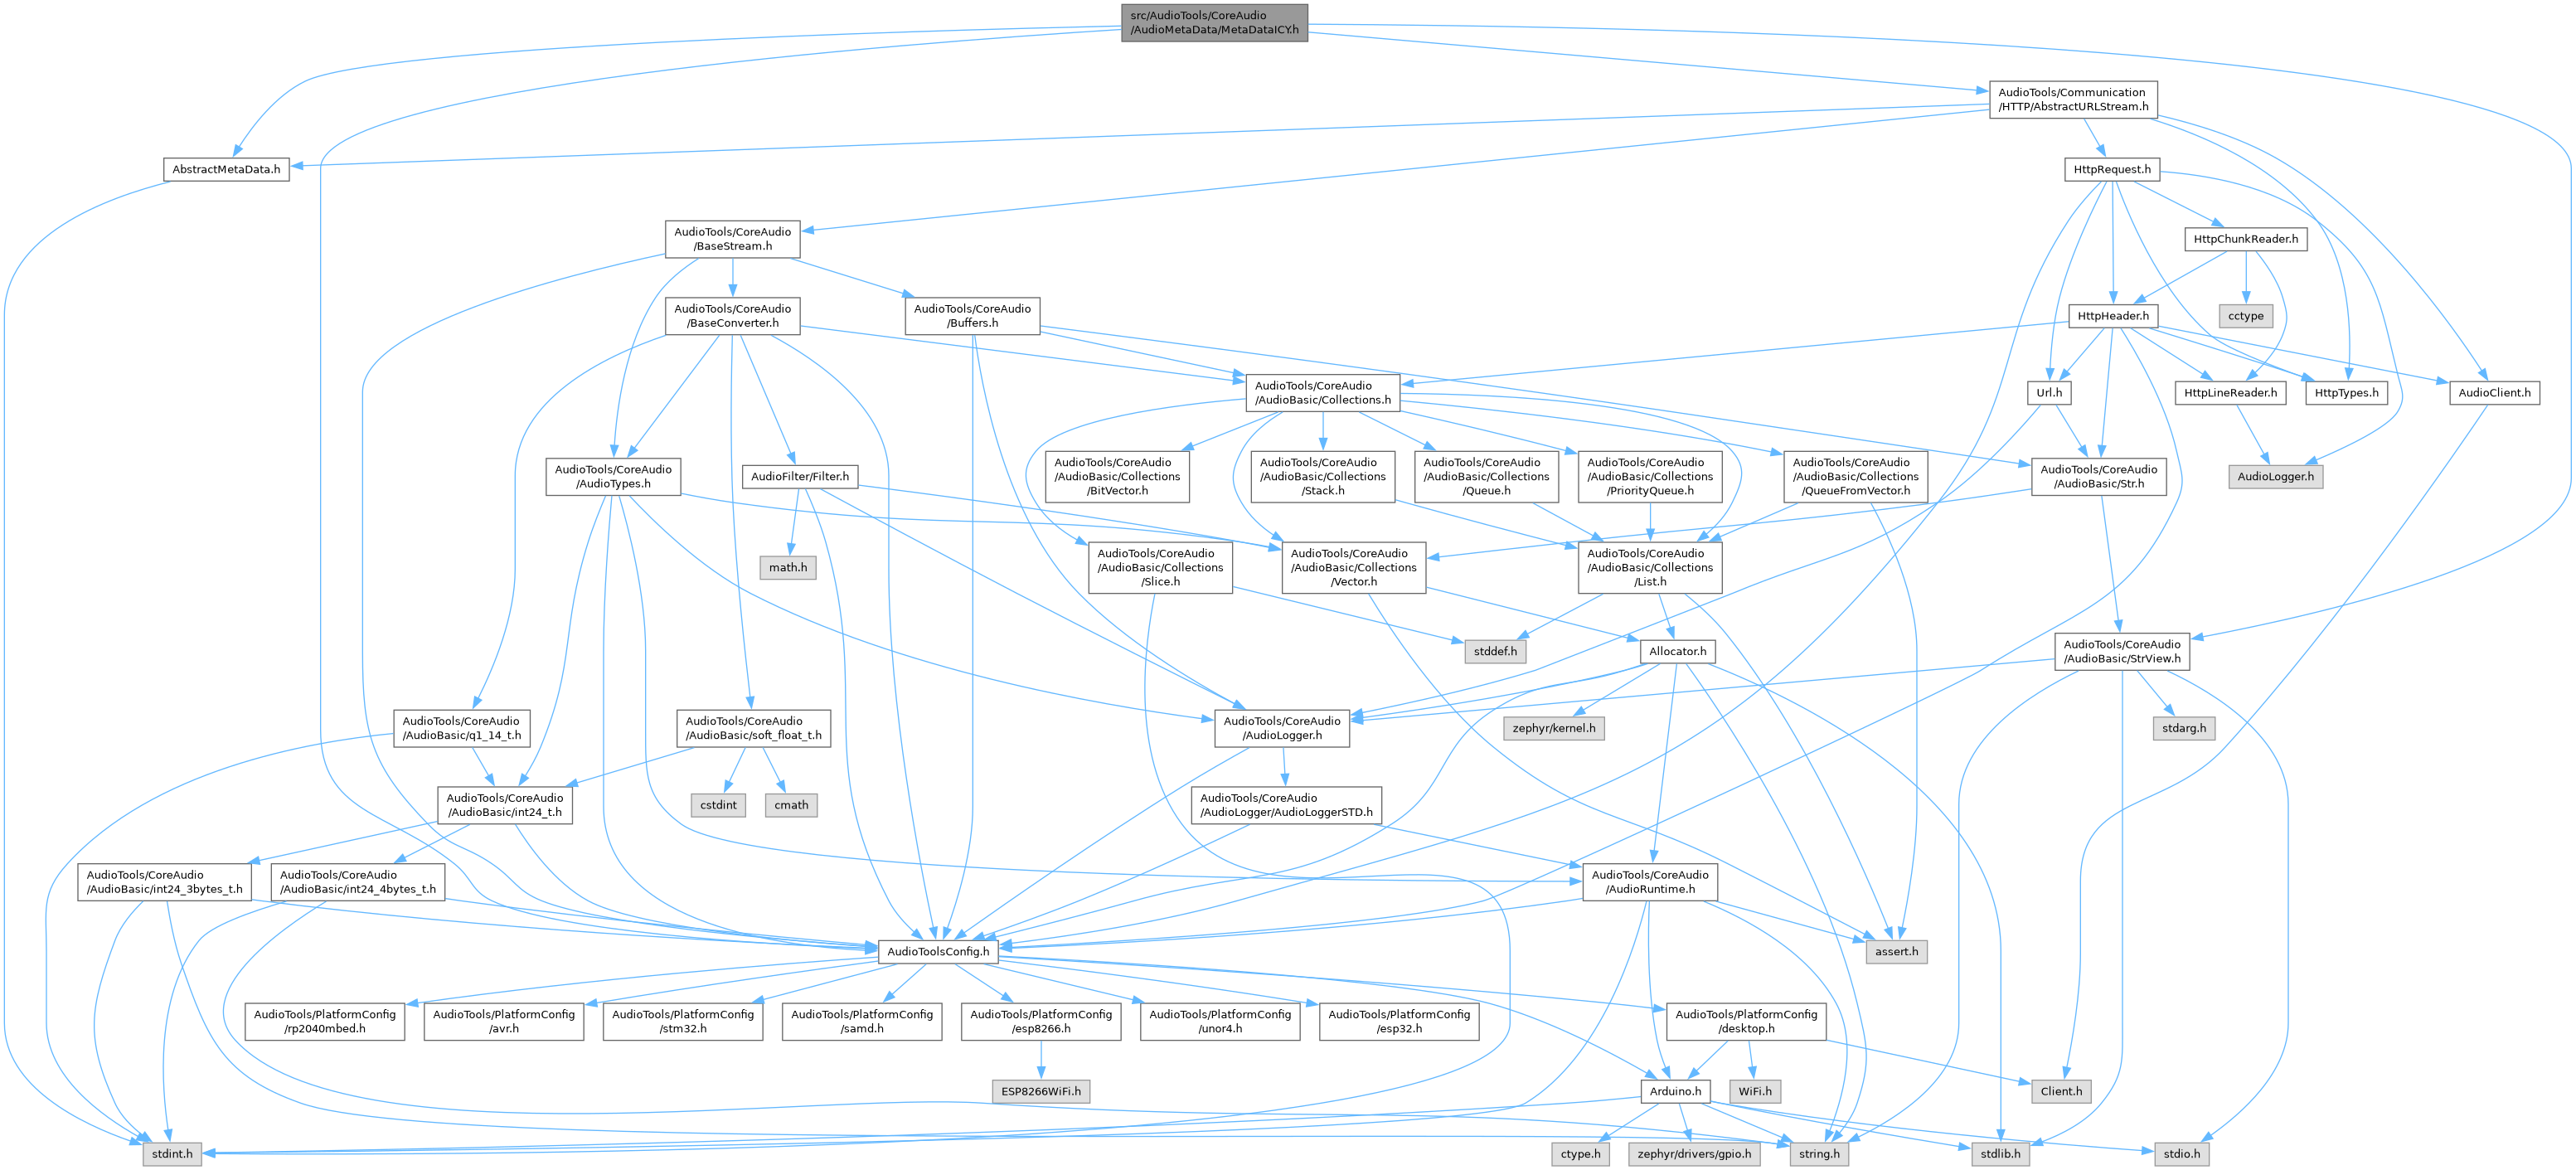 src/AudioTools/CoreAudio
/AudioMetaData/MetaDataICY.h
AudioTools/Communication
/HTTP/AbstractURLStream.h
AbstractMetaData.h
HttpRequest.h
AudioTools/CoreAudio
/BaseStream.h
HttpChunkReader.h
AudioTools/CoreAudio
/BaseConverter.h
AudioTools/CoreAudio
/Buffers.h
HttpHeader.h
cctype
AudioTools/CoreAudio
/AudioBasic/Collections.h
Url.h
HttpLineReader.h
HttpTypes.h
AudioClient.h
AudioTools/CoreAudio
/AudioTypes.h
AudioFilter/Filter.h
AudioTools/CoreAudio
/AudioBasic/Collections
/BitVector.h
AudioTools/CoreAudio
/AudioBasic/Collections
/Stack.h
AudioTools/CoreAudio
/AudioBasic/Collections
/Queue.h
AudioTools/CoreAudio
/AudioBasic/Collections
/PriorityQueue.h
AudioTools/CoreAudio
/AudioBasic/Collections
/QueueFromVector.h
AudioTools/CoreAudio
/AudioBasic/Str.h
AudioLogger.h
math.h
AudioTools/CoreAudio
/AudioBasic/Collections
/Slice.h
AudioTools/CoreAudio
/AudioBasic/Collections
/Vector.h
AudioTools/CoreAudio
/AudioBasic/Collections
/List.h
stddef.h
Allocator.h
AudioTools/CoreAudio
/AudioBasic/StrView.h
AudioTools/CoreAudio
/AudioBasic/q1_14_t.h
AudioTools/CoreAudio
/AudioBasic/soft_float_t.h
AudioTools/CoreAudio
/AudioLogger.h
zephyr/kernel.h
stdarg.h
AudioTools/CoreAudio
/AudioBasic/int24_t.h
cstdint
cmath
AudioTools/CoreAudio
/AudioLogger/AudioLoggerSTD.h
AudioTools/CoreAudio
/AudioBasic/int24_3bytes_t.h
AudioTools/CoreAudio
/AudioBasic/int24_4bytes_t.h
AudioTools/CoreAudio
/AudioRuntime.h
AudioToolsConfig.h
assert.h
AudioTools/PlatformConfig
/rp2040mbed.h
AudioTools/PlatformConfig
/avr.h
AudioTools/PlatformConfig
/stm32.h
AudioTools/PlatformConfig
/samd.h
AudioTools/PlatformConfig
/esp8266.h
AudioTools/PlatformConfig
/unor4.h
AudioTools/PlatformConfig
/esp32.h
AudioTools/PlatformConfig
/desktop.h
ESP8266WiFi.h
Arduino.h
WiFi.h
Client.h
stdint.h
ctype.h
zephyr/drivers/gpio.h
string.h
stdlib.h
stdio.h